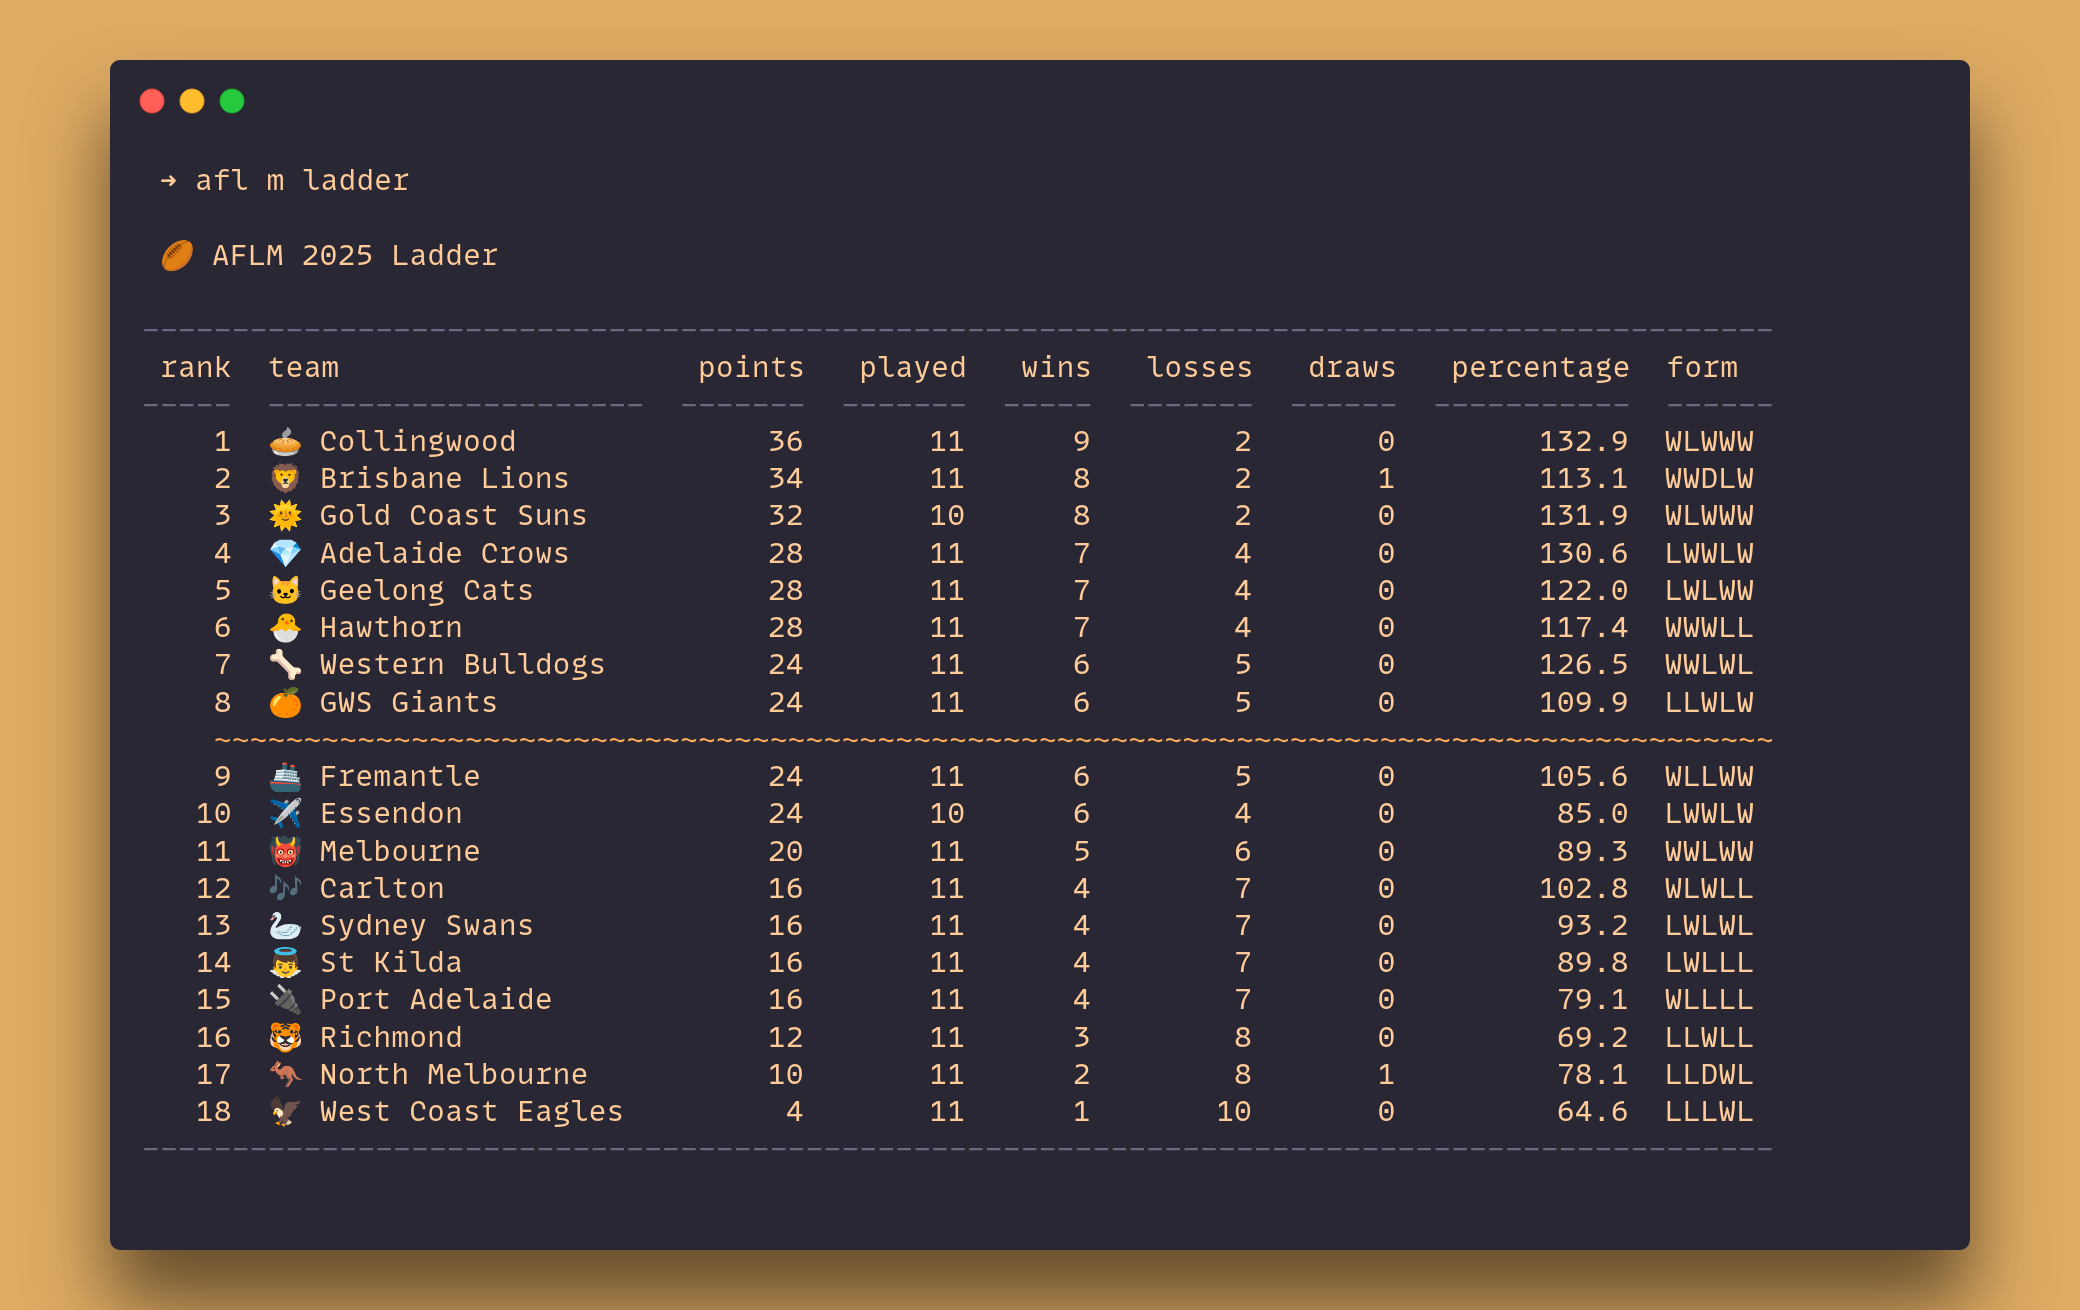 → afl m ladder
🏉 AFLM 2025 Ladder
rank team points played wins losses draws percentage form
1 🥧 Collingwood 36 11 9 2 0 132.9 WLWWW
2 🦁 Brisbane Lions 34 11 8 2 1 113.1 WWDLW
3 🌞 Gold Coast Suns 32 10 8 2 0 131.9 WLWWW
4 💎 Adelaide Crows 28 11 7 4 0 130.6 LWWLW
5 🐱 Geelong Cats 28 11 7 4 0 122.0 LWLWW
6 🐣 Hawthorn 28 11 7 4 0 117.4 WWWLL
7 🦴 Western Bulldogs 24 11 6 5 0 126.5 WWLWL
8 🍊 GWS Giants 24 11 6 5 0 109.9 LLWLW
~~~~~~~~~~~~~~~~~~~~~~~~~~~~~~~~~~~~~~~~~~~~~~~~~~~~~~~~~~~~~~~~~~~~~~~~~~~~~~~~~~~~~~~
9 🚢 Fremantle 24 11 6 5 0 105.6 WLLWW
10 ✈️ Essendon 24 10 6 4 0 85.0 LWWLW
11 👹 Melbourne 20 11 5 6 0 89.3 WWLWW
12 🎶 Carlton 16 11 4 7 0 102.8 WLWLL
13 🦢 Sydney Swans 16 11 4 7 0 93.2 LWLWL
14 👼 St Kilda 16 11 4 7 0 89.8 LWLLL
15 🔌 Port Adelaide 16 11 4 7 0 79.1 WLLLL
16 🐯 Richmond 12 11 3 8 0 69.2 LLWLL
17 🦘 North Melbourne 10 11 2 8 1 78.1 LLDWL
18 🦅 West Coast Eagles 4 11 1 10 0 64.6 LLLWL